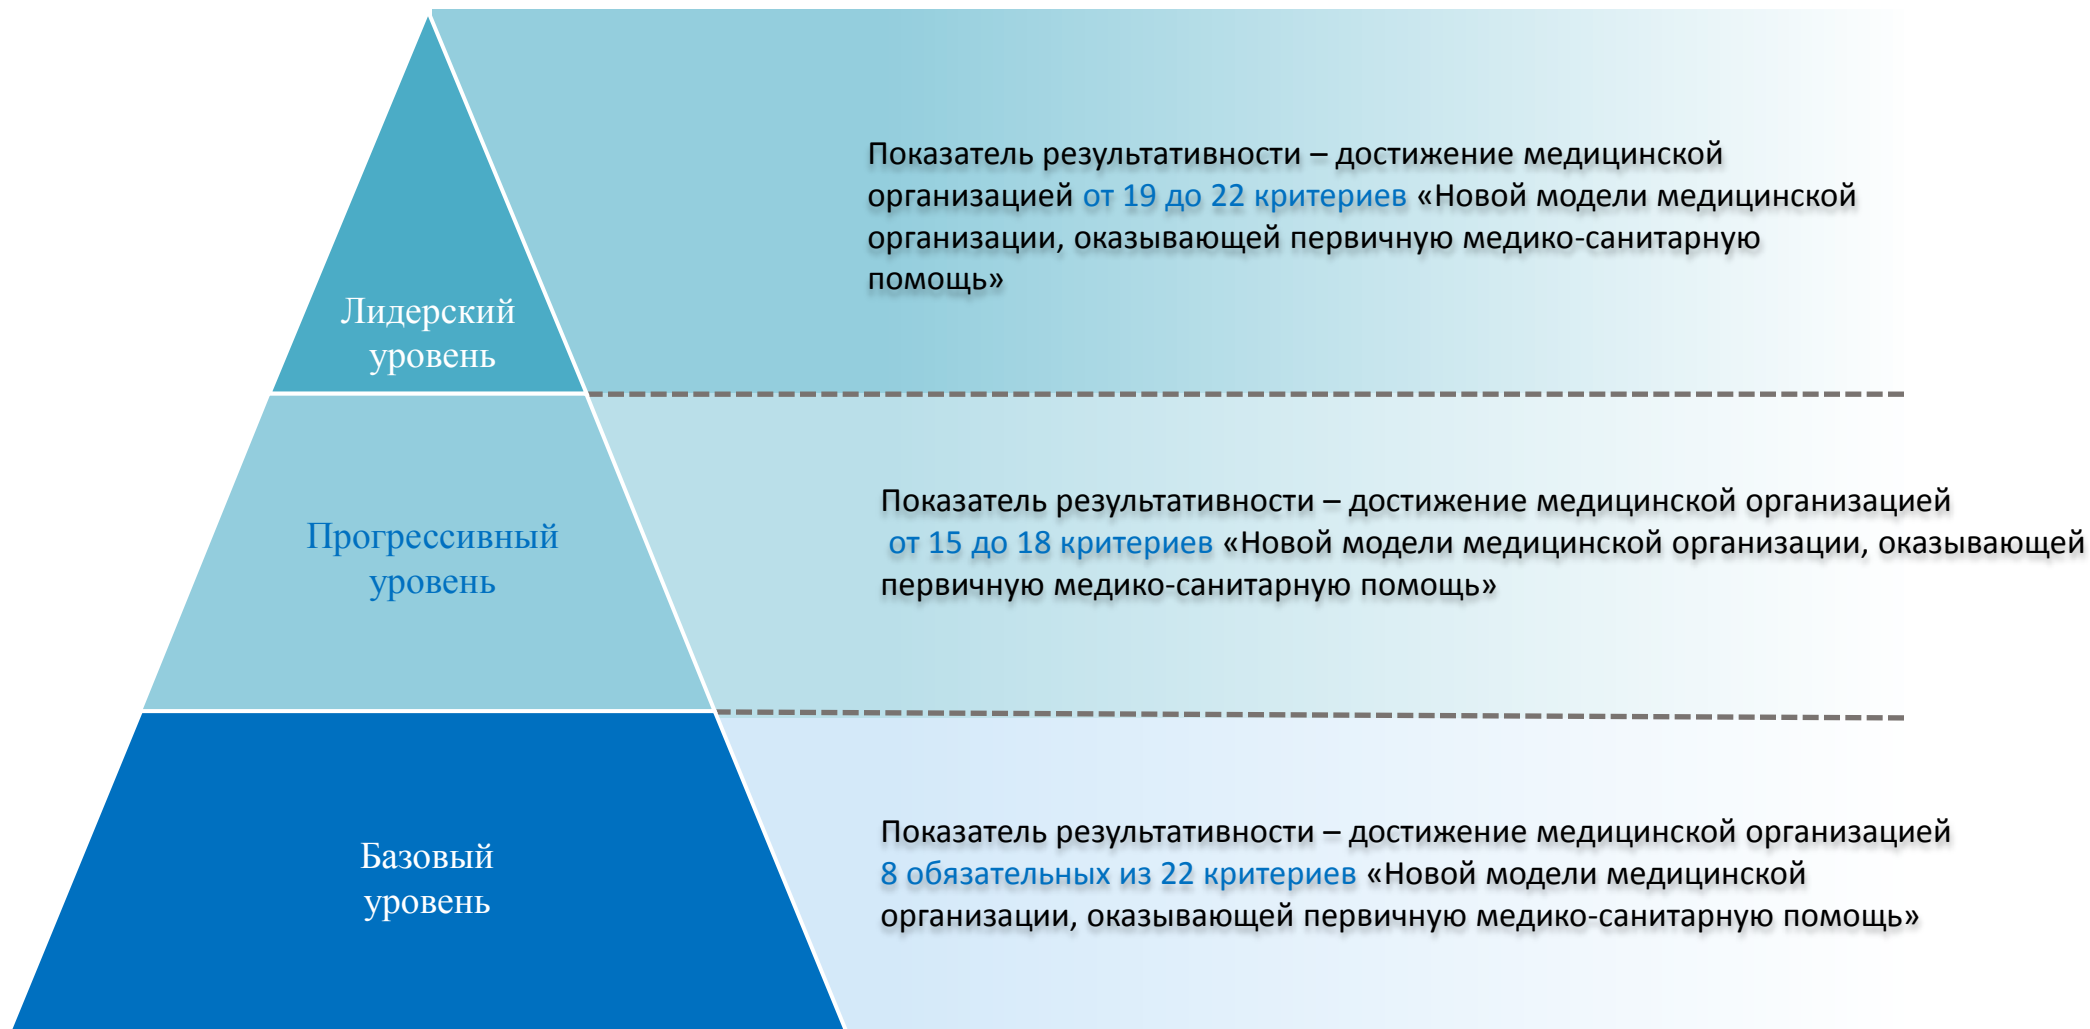 Лидерский
уровень
Показатель результативности – достижение медицинской
организацией от 19 до 22 критериев «Новой модели медицинской
организации, оказывающей первичную медико-санитарную
помощь»
Прогрессивный
уровень
Показатель результативности – достижение медицинской организацией
от 15 до 18 критериев «Новой модели медицинской организации, оказывающей
первичную медико-санитарную помощь»
Базовый
уровень
Показатель результативности – достижение медицинской организацией
8 обязательных из 22 критериев «Новой модели медицинской
организации, оказывающей первичную медико-санитарную помощь»